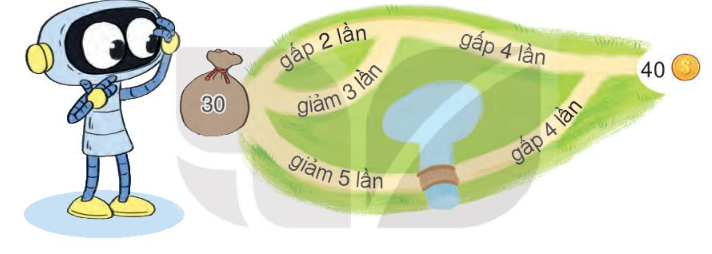 gấp 2 lần
gấp 4 lần
giảm 3 lần
30
40
$
giảm 5 lần
gấp 4 lần